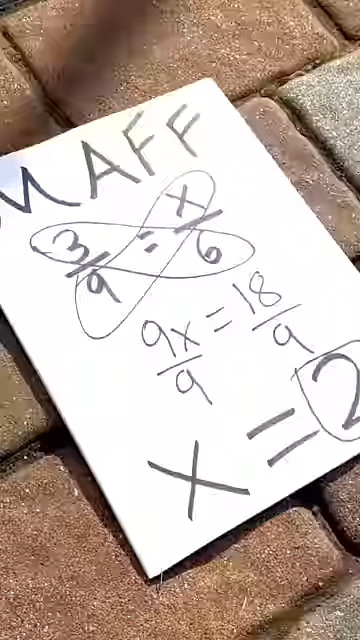 MAFF
3/9 = x/6
9x/9 = 18/9
x = 2